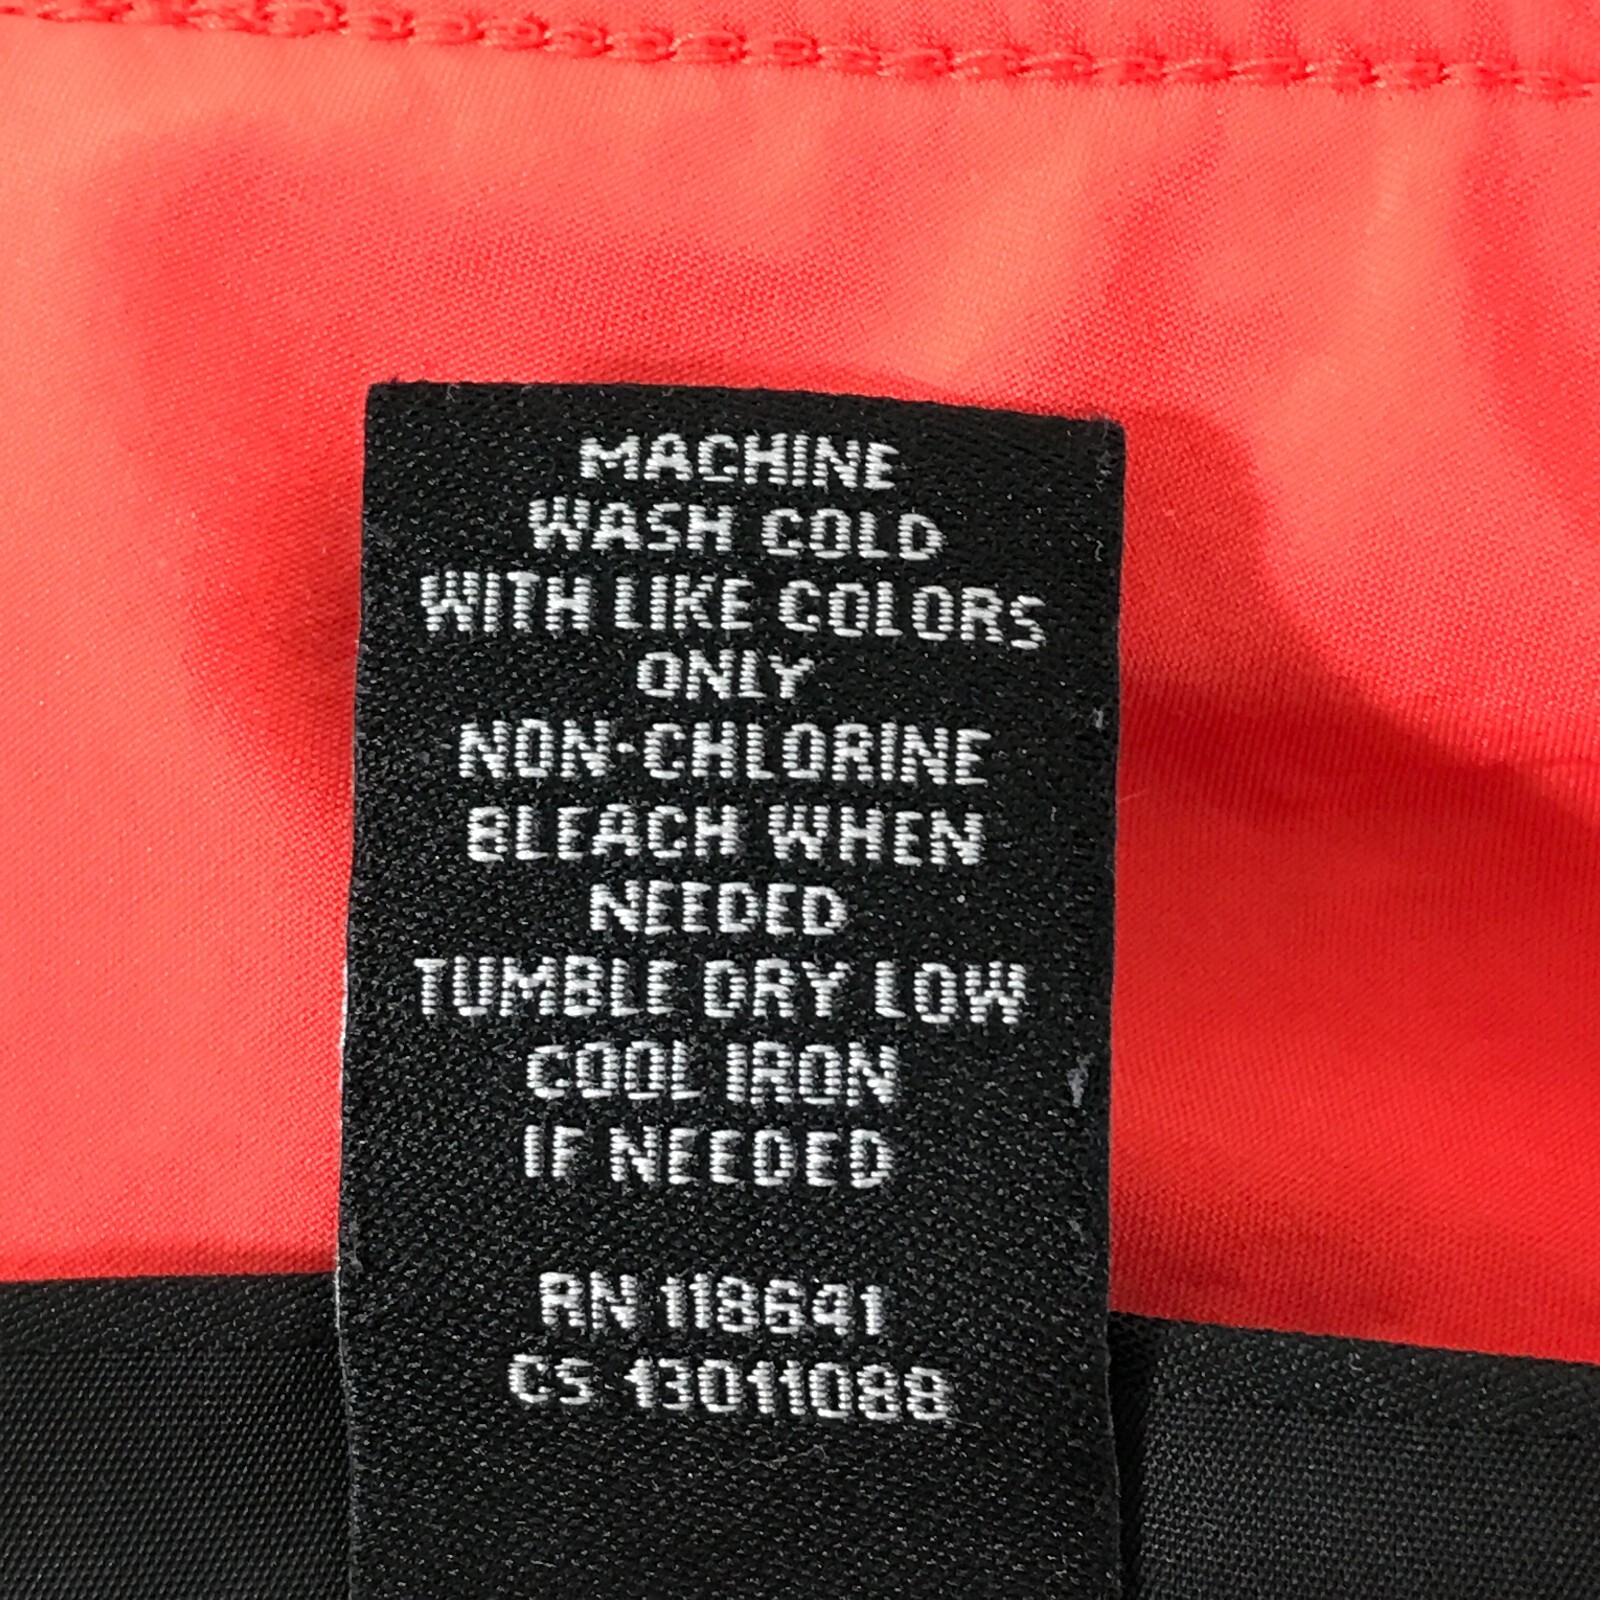 MACHINE
WASH COLD
WITH LIKE COLORS
ONLY
NON-CHLORINE
BLEACH WHEN
NEEDED
TUMBLE DRY LOW
COOL IRON
IF NEEDED
RN 118641
CS 13011088